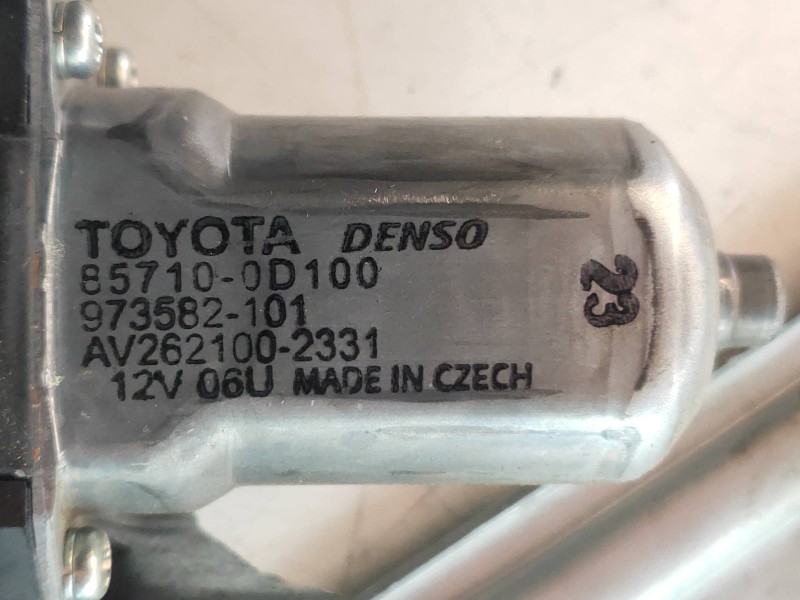 TOYOTA DENSO
85710-0D100
973582-101
AV262100-2331
12V 06U MADE IN CZECH
23